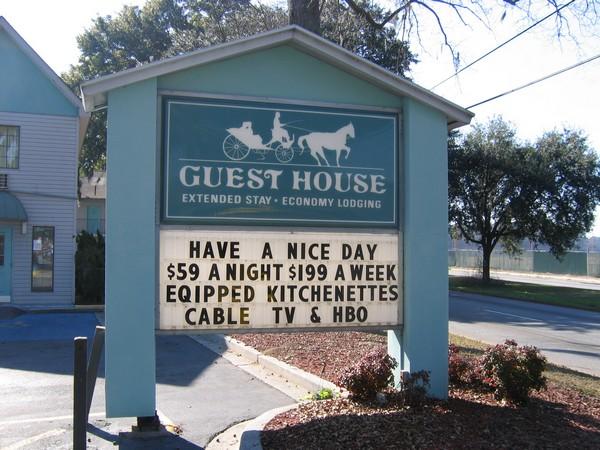 GUEST HOUSE
EXTENDED STAY • ECONOMY LODGING
HAVE A NICE DAY
$59 A NIGHT $199 A WEEK
EQIPPED KITCHENETTES
CABLE TV & HBO